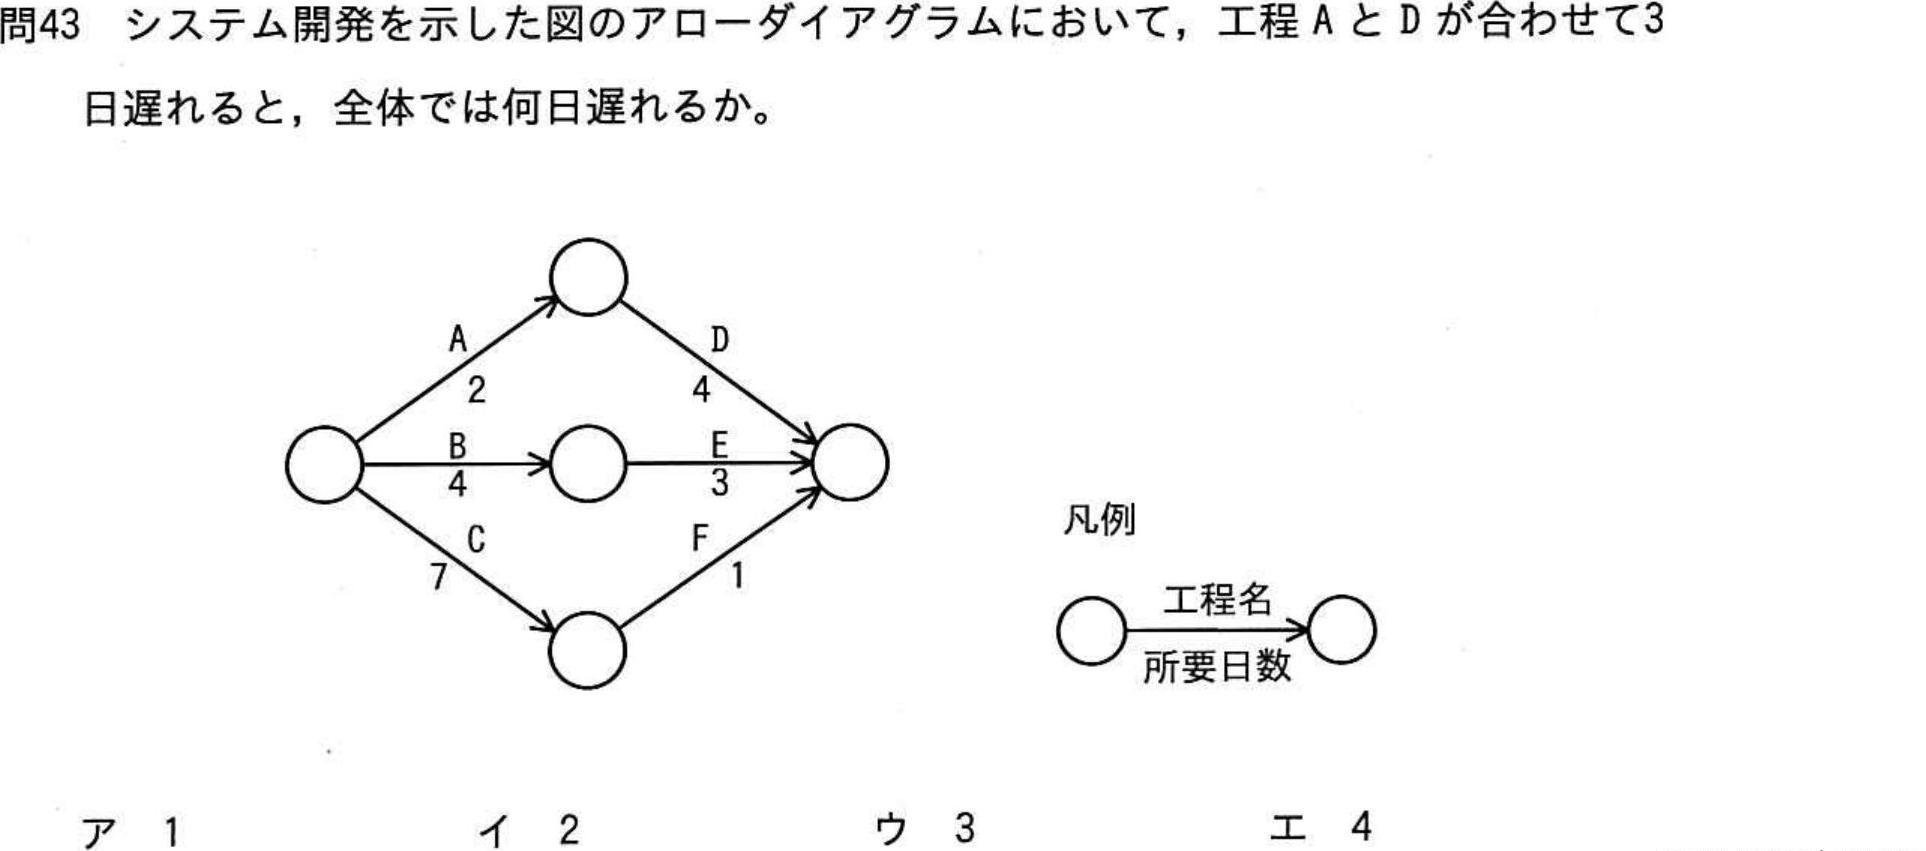 問43　システム開発を示した図のアローダイアグラムにおいて，工程 A と D が合わせて3
日遅れると，全体では何日遅れるか。
A
D
2
4
B
E
4
3
C
F
7
1
凡例
工程名
所要日数
ア　1　イ　2　ウ　3　エ　4